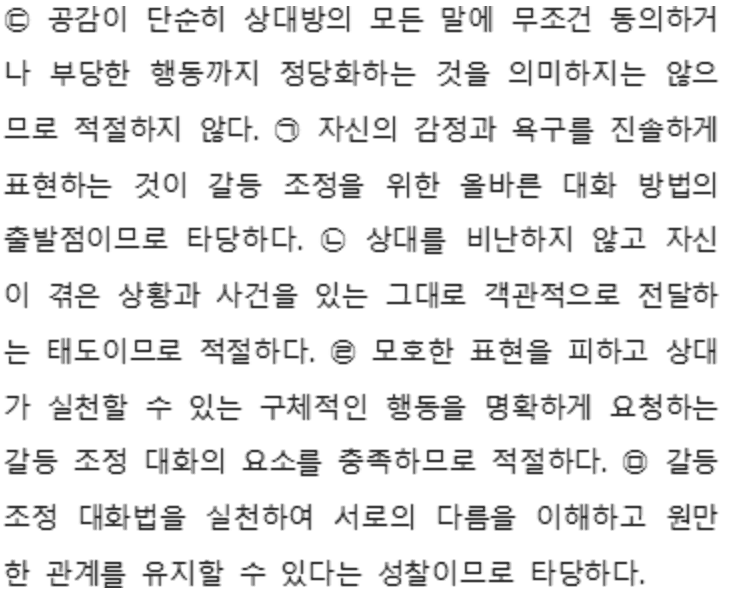 ㉢ 공감이 단순히 상대방의 모든 말에 무조건 동의하거
나 부당한 행동까지 정당화하는 것을 의미하지는 않으
므로 적절하지 않다. ㉠ 자신의 감정과 욕구를 진솔하게
표현하는 것이 갈등 조정을 위한 올바른 대화 방법의
출발점이므로 타당하다. ㉡ 상대를 비난하지 않고 자신
이 겪은 상황과 사건을 있는 그대로 객관적으로 전달하
는 태도이므로 적절하다. ㉣ 모호한 표현을 피하고 상대
가 실천할 수 있는 구체적인 행동을 명확하게 요청하는
갈등 조정 대화의 요소를 충족하므로 적절하다. ㉤ 갈등
조정 대화법을 실천하여 서로의 다름을 이해하고 원만
한 관계를 유지할 수 있다는 성찰이므로 타당하다.